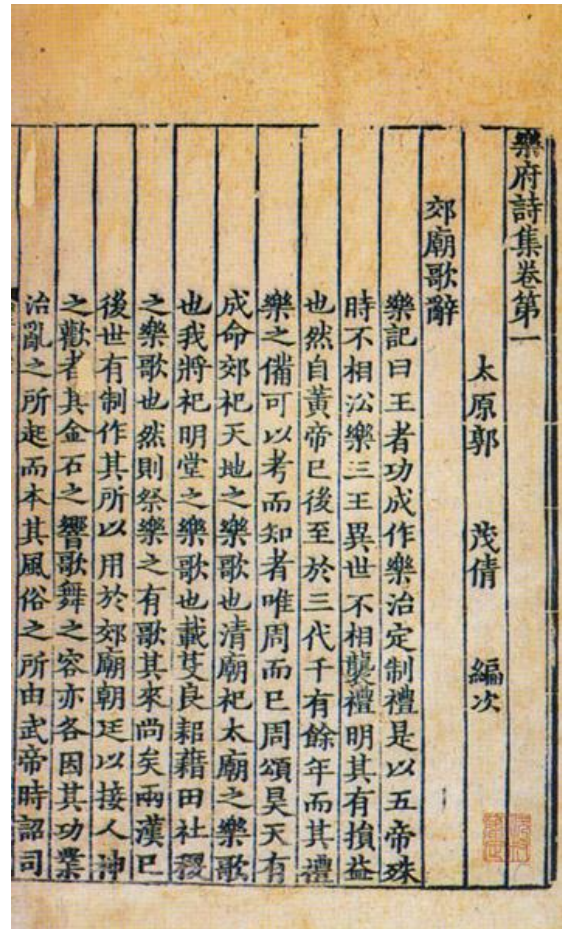 樂府詩集卷第一
太原郭 茂倩 編次
郊廟歌辭
樂記曰王者功成作樂治定制禮是以五帝殊
時不相㳂樂三王異世不相襲禮明其有損益
也然自黃帝已後至於三代千有餘年而其禮
樂之備可以考而知者唯周而已周頌昊天有
成命郊祀天地之樂歌也清廟祀太廟之樂歌
也我將祀明堂之樂歌也載芟良耜藉田社稷
之樂歌也然則祭樂之有歌其來尚矣兩漢已
後世有制作其所以用於郊廟朝廷以接人神
之歡者其金石之響歌舞之容亦各因其功業
治亂之所起而本其風俗之所由武帝時詔司